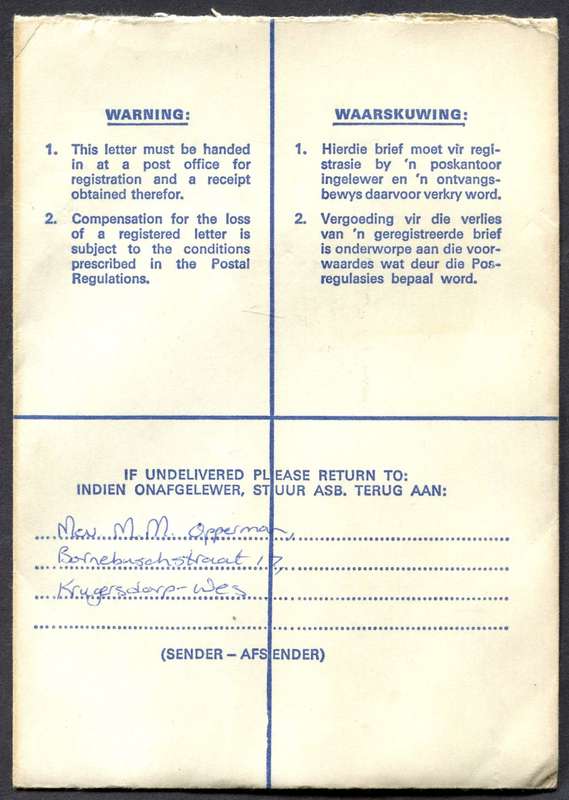 WARNING:
1. This letter must be handed
in at a post office for
registration and a receipt
obtained therefor.
2. Compensation for the loss
of a registered letter is
subject to the conditions
prescribed in the Postal
Regulations.
WAARSKUWING:
1. Hierdie brief moet vir regi-
strasie by 'n poskantoor
ingelewer en 'n ontvangs-
bewys daarvoor verkry word.
2. Vergoeding vir die verlies
van 'n geregistreerde brief
is onderworpe aan die voor-
waardes wat deur die Pos-
regulasies bepaal word.
IF UNDELIVERED PLEASE RETURN TO:
INDIEN ONAFGELEWER, STUUR ASB. TERUG AAN:
Mev M.M. Opperman,
Bornebuschstraat 17,
Krugersdorp-Wes
(SENDER – AFSENDER)